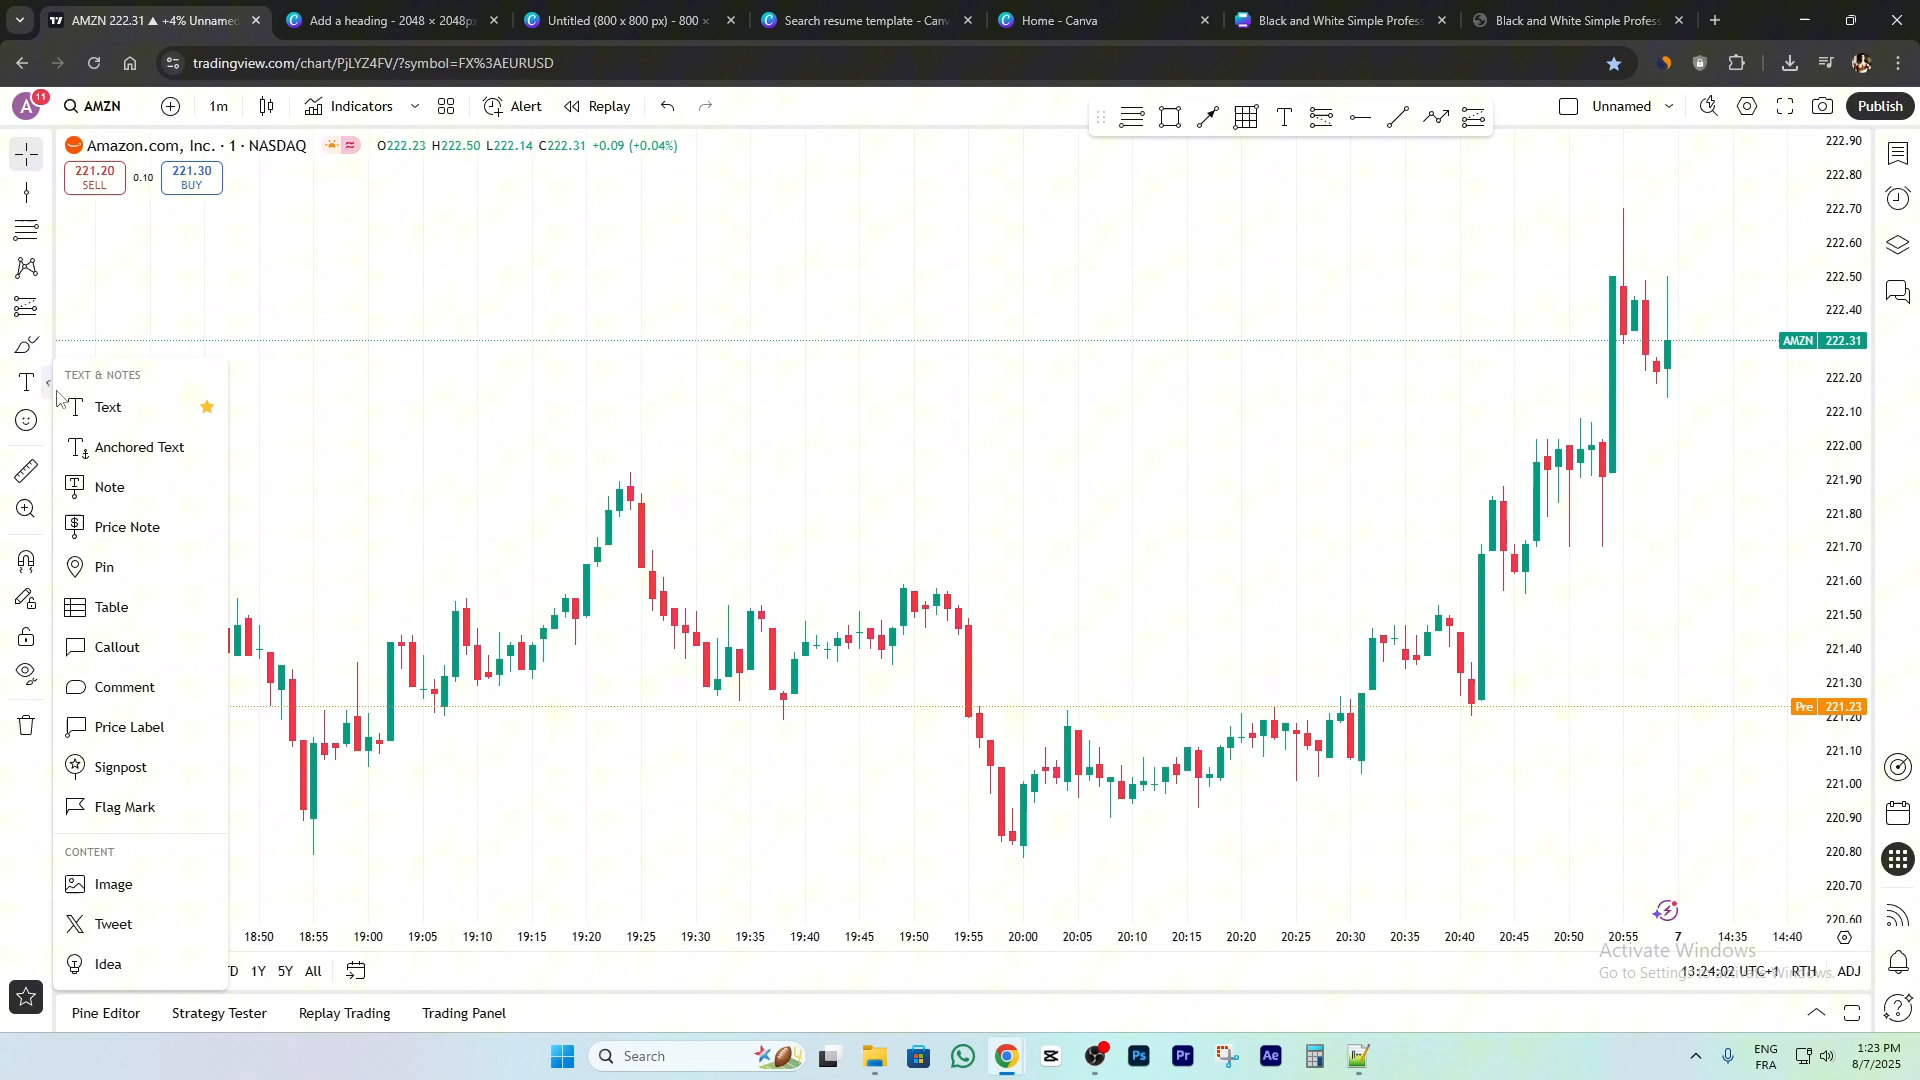 AMZN 222.31 ▲ +4% Unname
Add a heading - 2048 × 2048p
Untitled (800 x 800 px) - 800 ×
Search resume template - Can
Home - Canva
Black and White Simple Profess
Black and White Simple Profess
tradingview.com/chart/PjLYZ4FV/?symbol=FX%3AEURUSD
A
11
AMZN
1m
Indicators
Alert
Replay
Unnamed
Publish
Amazon.com, Inc. · 1 · NASDAQ
O222.23 H222.50 L222.14 C222.31 +0.09 (+0.04%)
221.20
SELL
0.10
221.30
BUY
TEXT & NOTES
Text
Anchored Text
Note
Price Note
Pin
Table
Callout
Comment
Price Label
Signpost
Flag Mark
CONTENT
Image
Tweet
Idea
222.90
222.80
222.70
222.60
222.50
222.40
AMZN 222.31
222.20
222.10
222.00
221.90
221.80
221.70
221.60
221.50
221.40
221.30
Pre 221.23
221.20
221.10
221.00
220.90
220.80
220.70
220.60
18:50 18:55 19:00 19:05 19:10 19:15 19:20 19:25 19:30 19:35 19:40 19:45 19:50 19:55 20:00 20:05 20:10 20:15 20:20 20:25 20:30 20:35 20:40 20:45 20:50 20:55 7 14:35 14:40
Activate Windows
Go to Settings to activate Windows.
1Y 5Y All
13:24:02 UTC+1 RTH ADJ
Pine Editor
Strategy Tester
Replay Trading
Trading Panel
Search
Ps
Pr
Ae
ENG
FRA
1:23 PM
8/7/2025